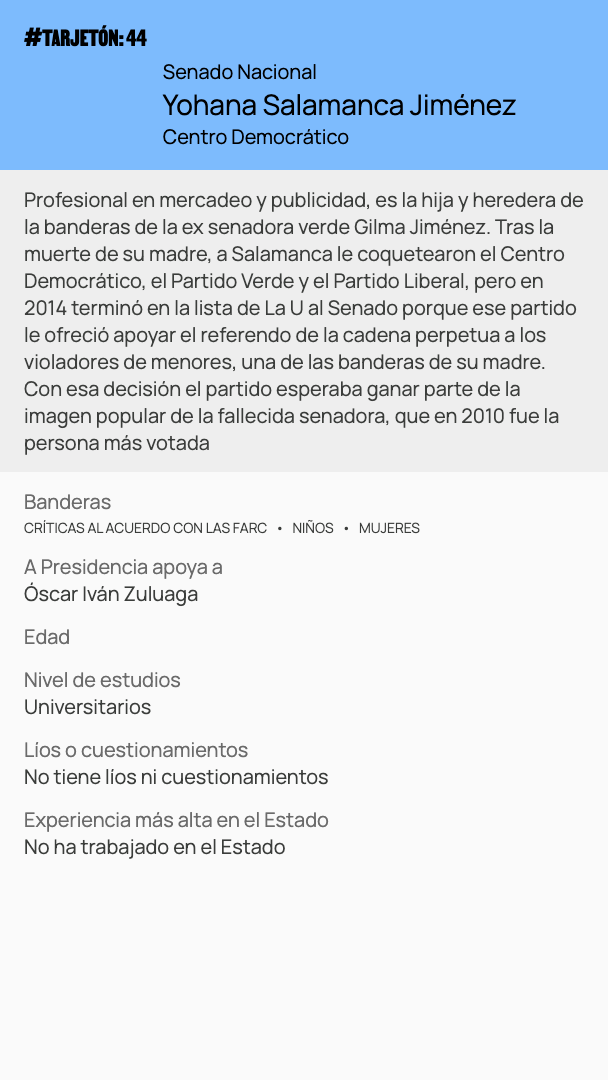 #TARJETÓN: 44
Senado Nacional
Yohana Salamanca Jiménez
Centro Democrático
Profesional en mercadeo y publicidad, es la hija y heredera de
la banderas de la ex senadora verde Gilma Jiménez. Tras la
muerte de su madre, a Salamanca le coquetearon el Centro
Democrático, el Partido Verde y el Partido Liberal, pero en
2014 terminó en la lista de La U al Senado porque ese partido
le ofreció apoyar el referendo de la cadena perpetua a los
violadores de menores, una de las banderas de su madre.
Con esa decisión el partido esperaba ganar parte de la
imagen popular de la fallecida senadora, que en 2010 fue la
persona más votada
Banderas
CRÍTICAS AL ACUERDO CON LAS FARC • NIÑOS • MUJERES
A Presidencia apoya a
Óscar Iván Zuluaga
Edad
Nivel de estudios
Universitarios
Líos o cuestionamientos
No tiene líos ni cuestionamientos
Experiencia más alta en el Estado
No ha trabajado en el Estado